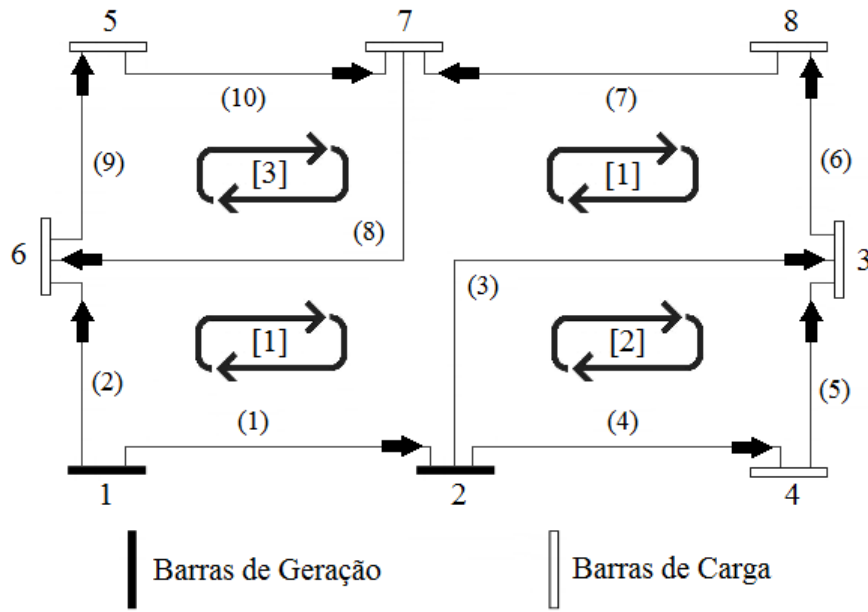 5 7 8
(10) (7)
(9) [3] [1] (6)
6 (8) (3) 3
(2) [1] [2] (5)
(1) (4)
1 2 4
Barras de Geração Barras de Carga